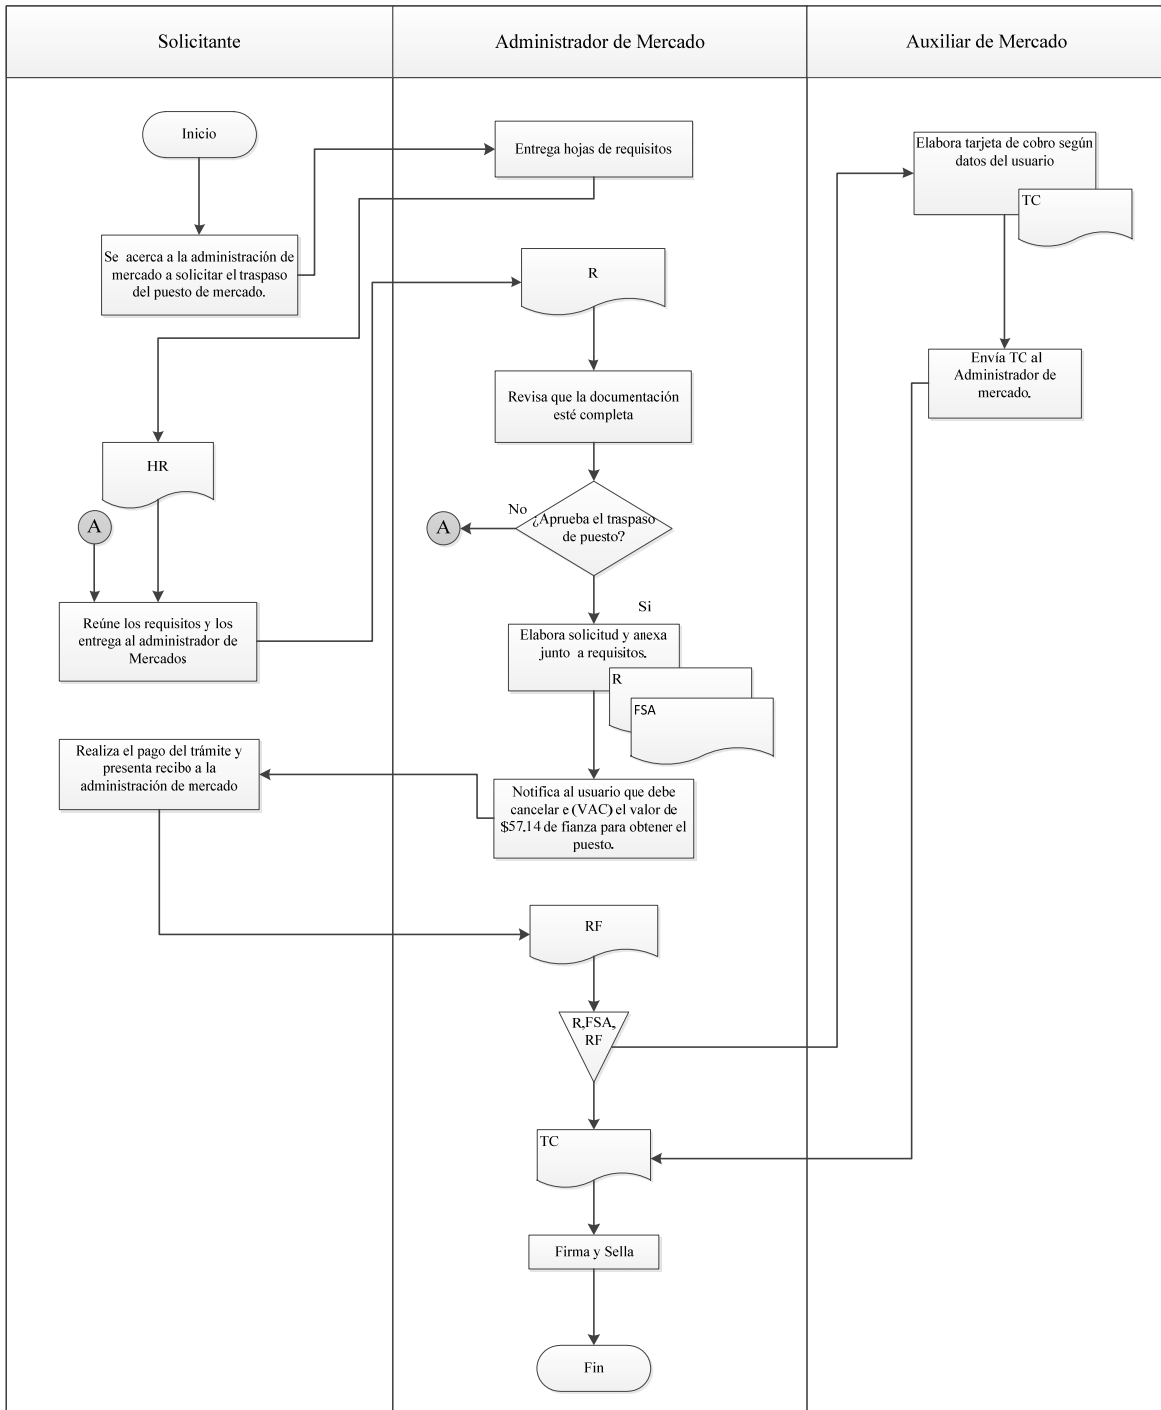 Solicitante
Administrador de Mercado
Auxiliar de Mercado
Inicio
Se acerca a la administración de
mercado a solicitar el traspaso
del puesto de mercado.
Entrega hojas de requisitos
HR
A
Reúne los requisitos y los
entrega al administrador de
Mercados
R
Revisa que la documentación
esté completa
¿Aprueba el traspaso
de puesto?
No
A
Si
Elabora solicitud y anexa
junto a requisitos.
R
FSA
Notifica al usuario que debe
cancelar e (VAC) el valor de
$57.14 de fianza para obtener el
puesto.
Realiza el pago del trámite y
presenta recibo a la
administración de mercado
RF
R,FSA,
RF
Elabora tarjeta de cobro según
datos del usuario
TC
Envía TC al
Administrador de
mercado.
TC
Firma y Sella
Fin